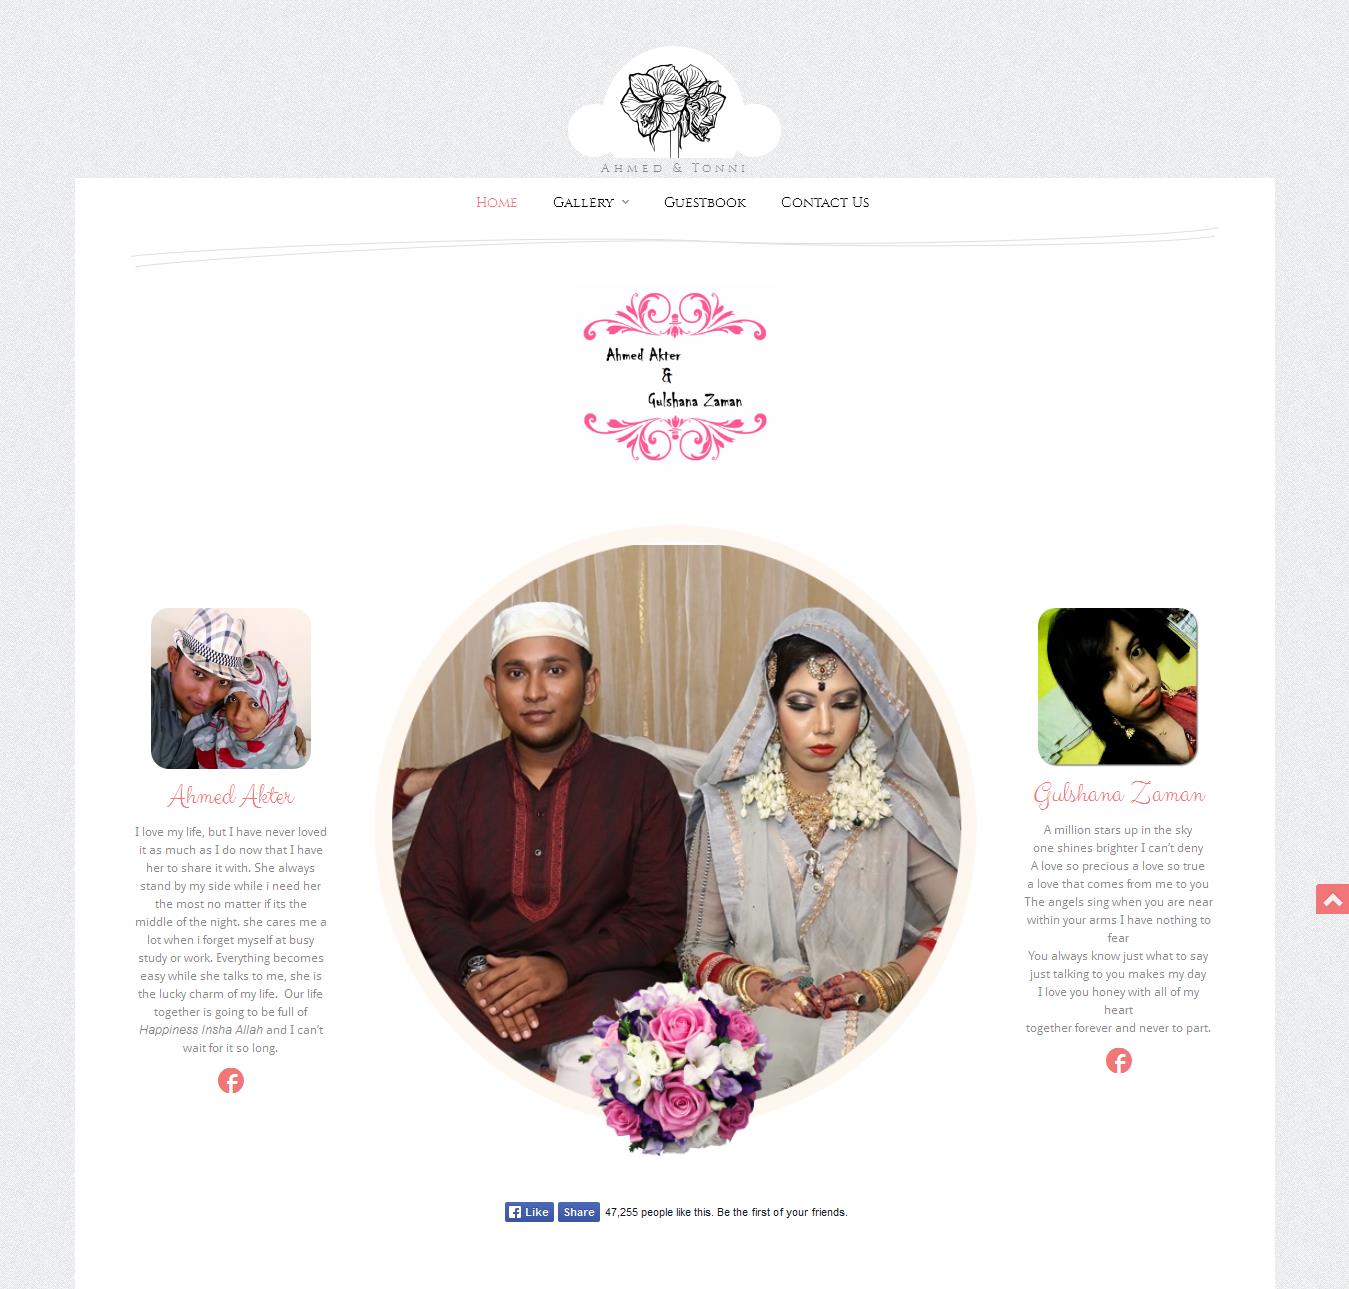 Ahmed & Tonni
Home
Gallery
Guestbook
Contact Us
Ahmed Akter
&
Gulshana Zaman
Ahmed Akter
I love my life, but I have never loved
it as much as I do now that I have
her to share it with. She always
stand by my side while i need her
the most no matter if its the
middle of the night. she cares me a
lot when i forget myself at busy
study or work. Everything becomes
easy while she talks to me, she is
the lucky charm of my life. Our life
together is going to be full of
Happiness Insha Allah and I can't
wait for it so long.
Gulshana Zaman
A million stars up in the sky
one shines brighter I can't deny
A love so precious a love so true
a love that comes from me to you
The angels sing when you are near
within your arms I have nothing to
fear
You always know just what to say
just talking to you makes my day
I love you honey with all of my
heart
together forever and never to part.
Like Share 47,255 people like this. Be the first of your friends.